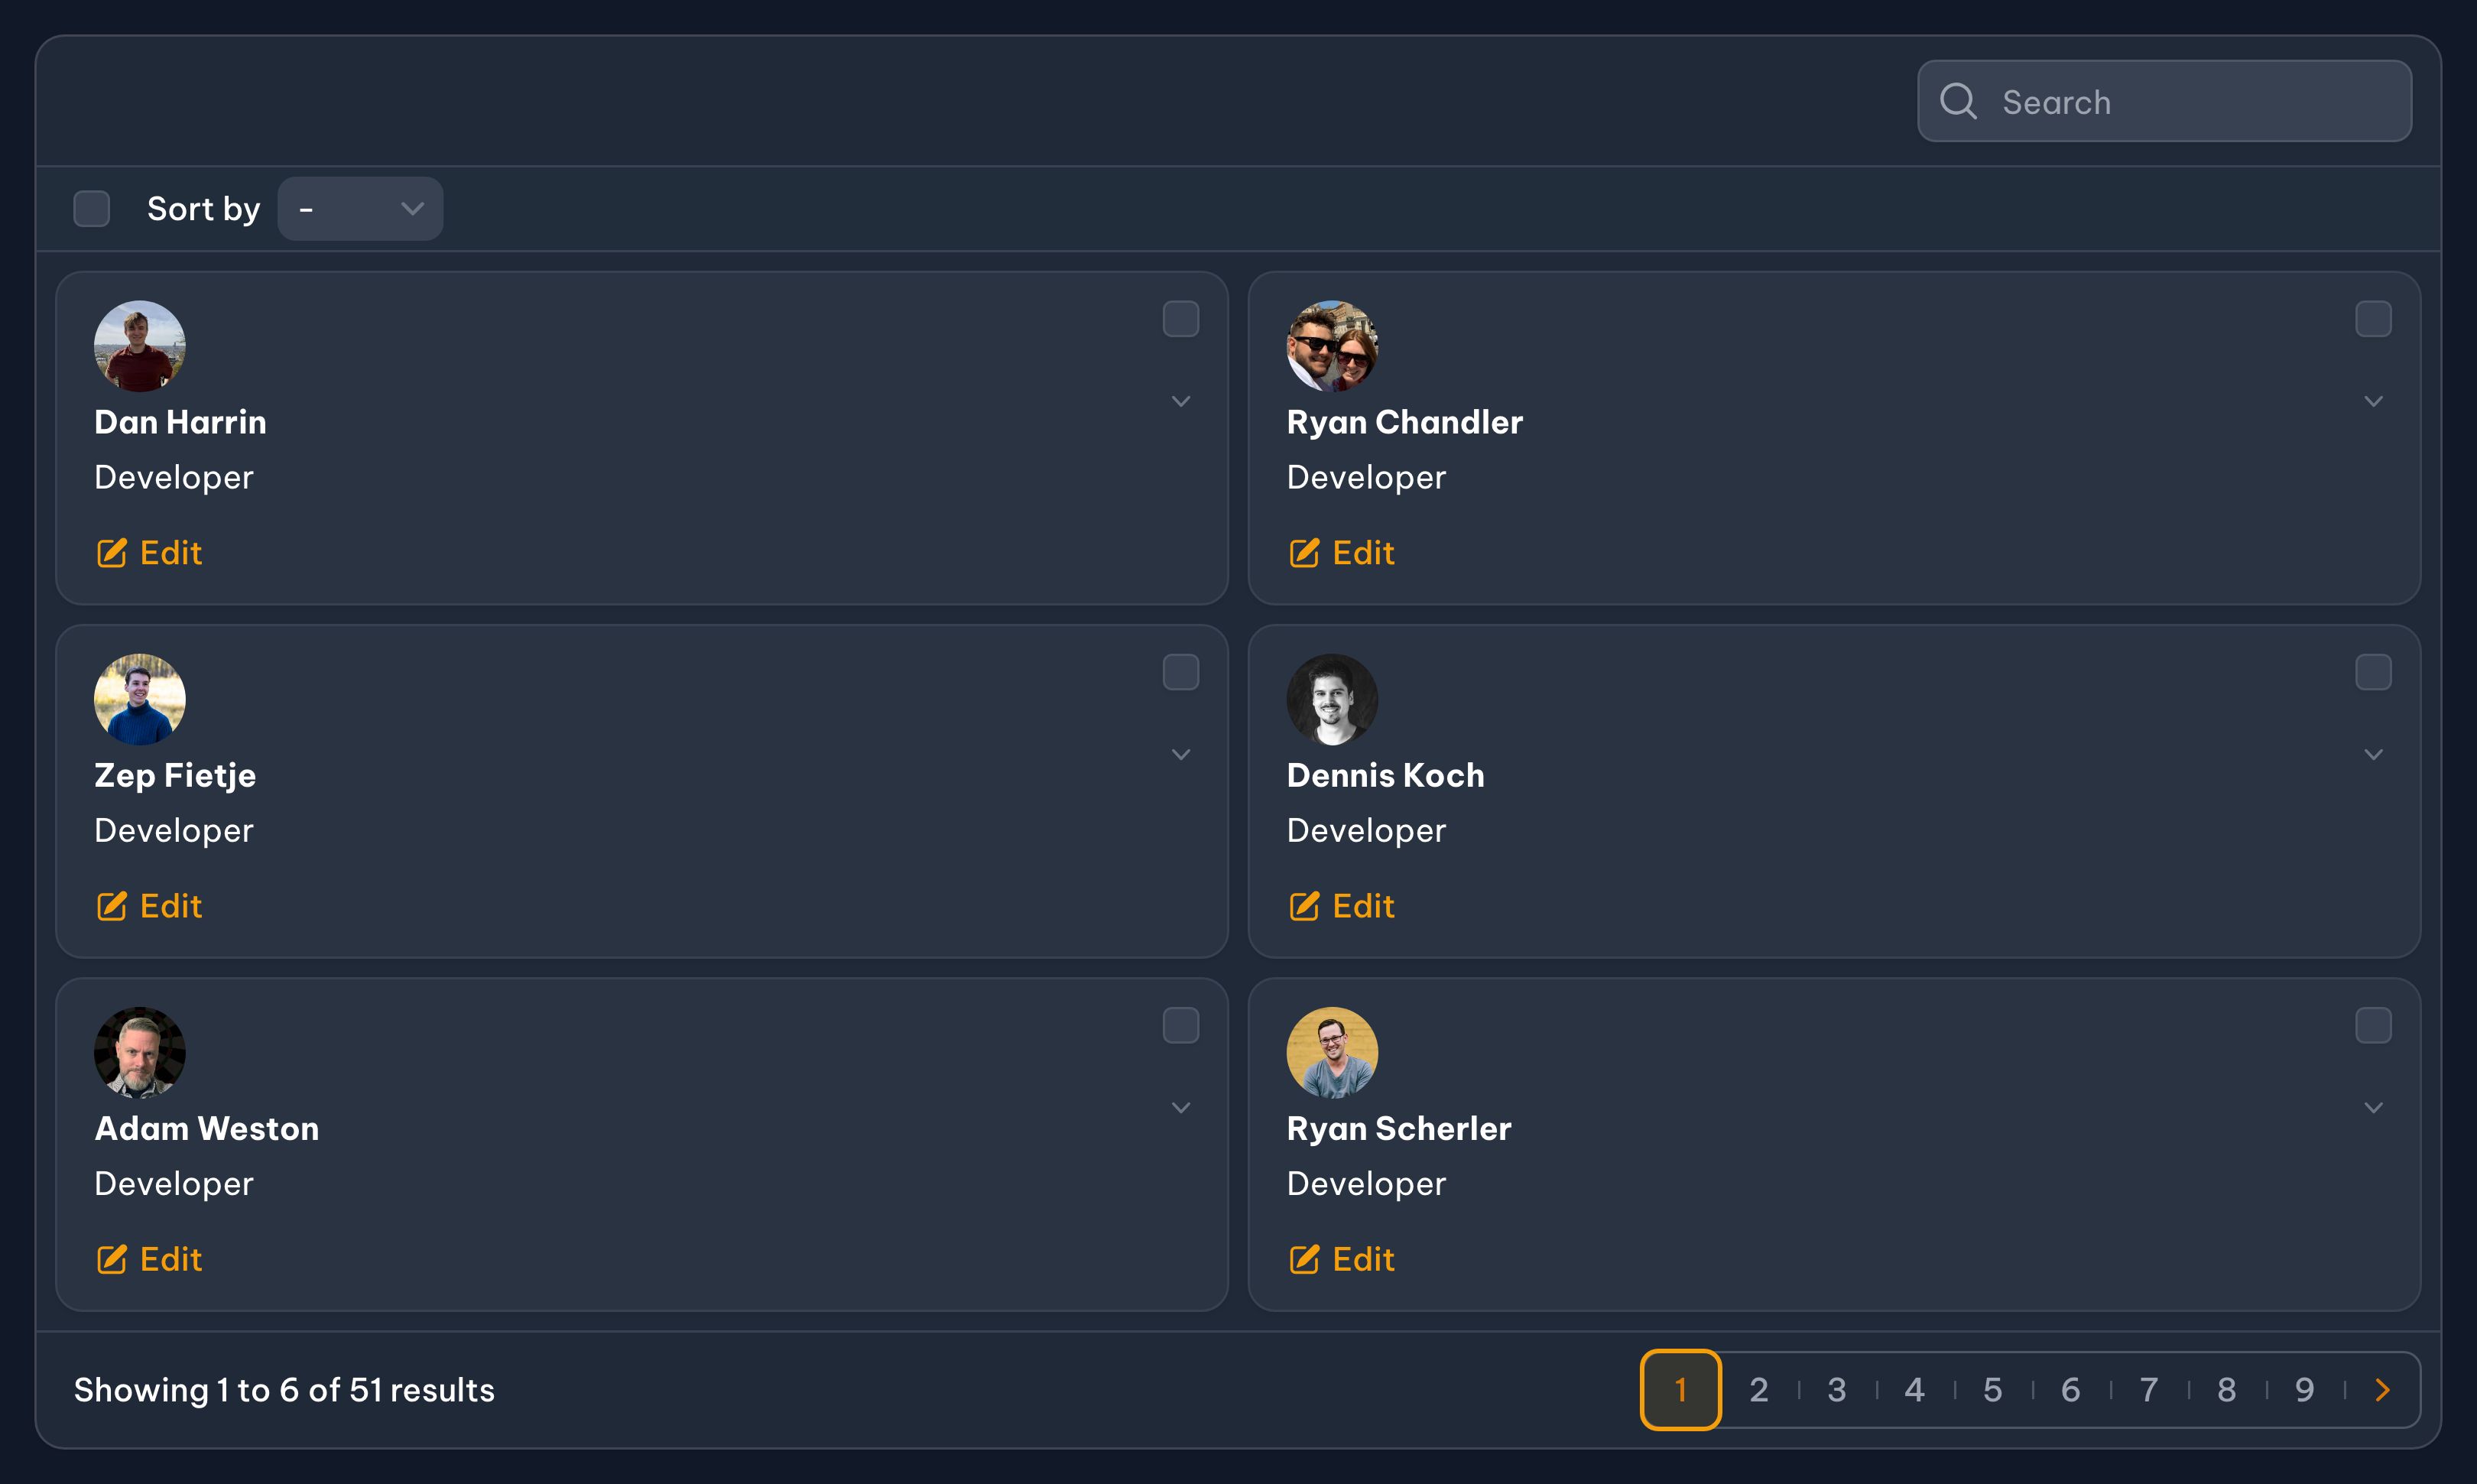 Search
Sort by -
Dan Harrin
Developer
Edit
Ryan Chandler
Developer
Edit
Zep Fietje
Developer
Edit
Dennis Koch
Developer
Edit
Adam Weston
Developer
Edit
Ryan Scherler
Developer
Edit
Showing 1 to 6 of 51 results
1 2 3 4 5 6 7 8 9